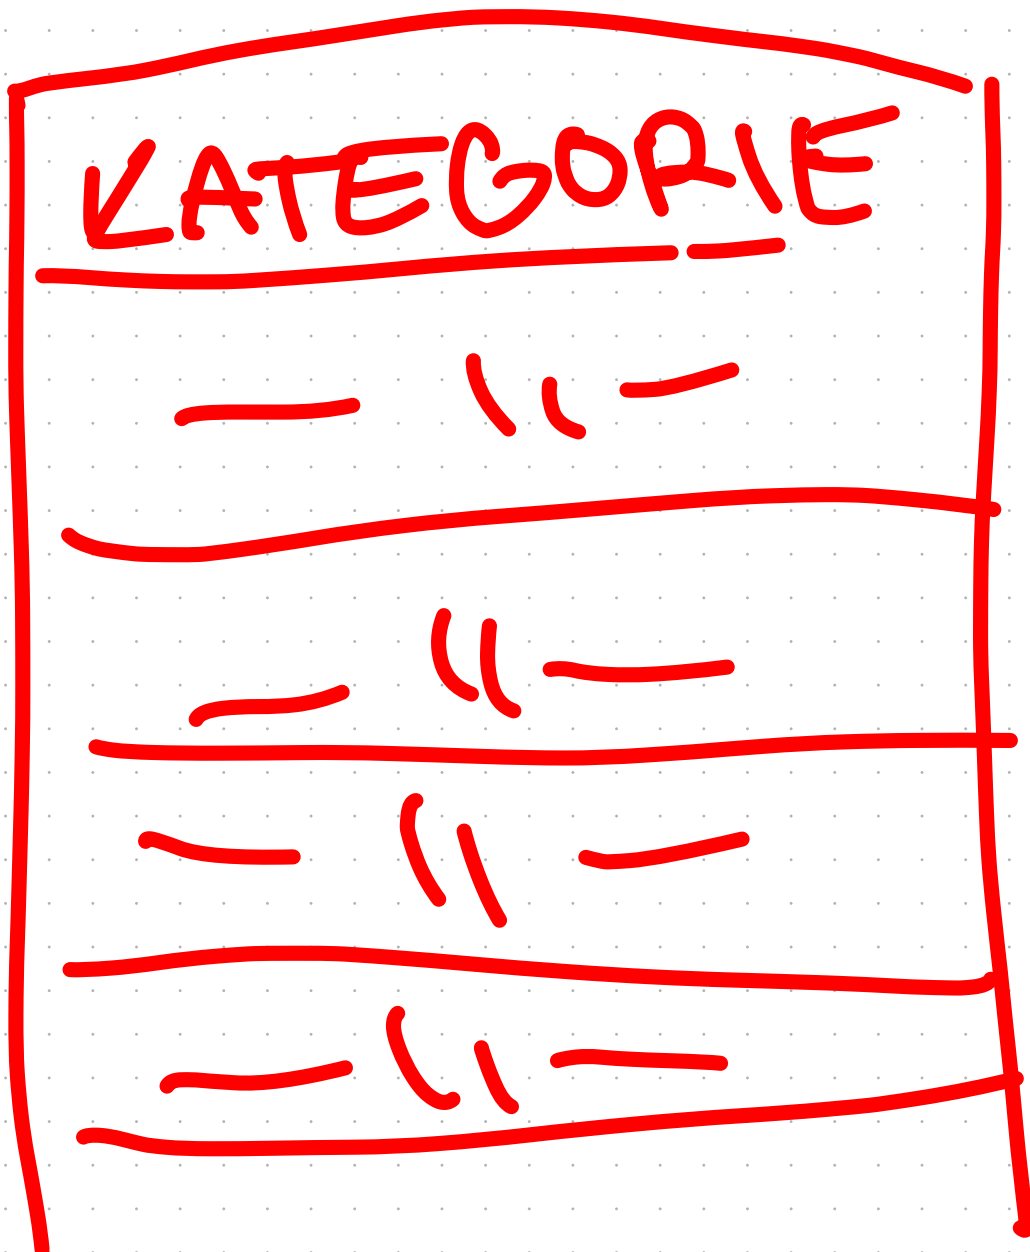 KATEGORIE
— " —
— " —
— " —
— " —